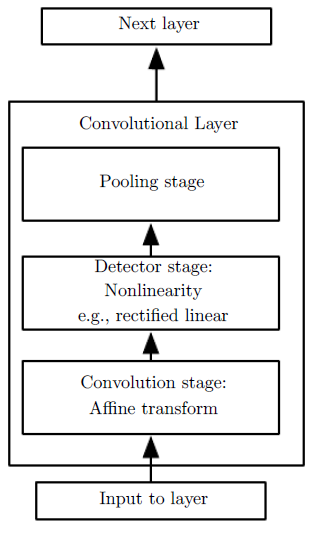 Next layer
Convolutional Layer
Pooling stage
Detector stage:
Nonlinearity
e.g., rectified linear
Convolution stage:
Affine transform
Input to layer